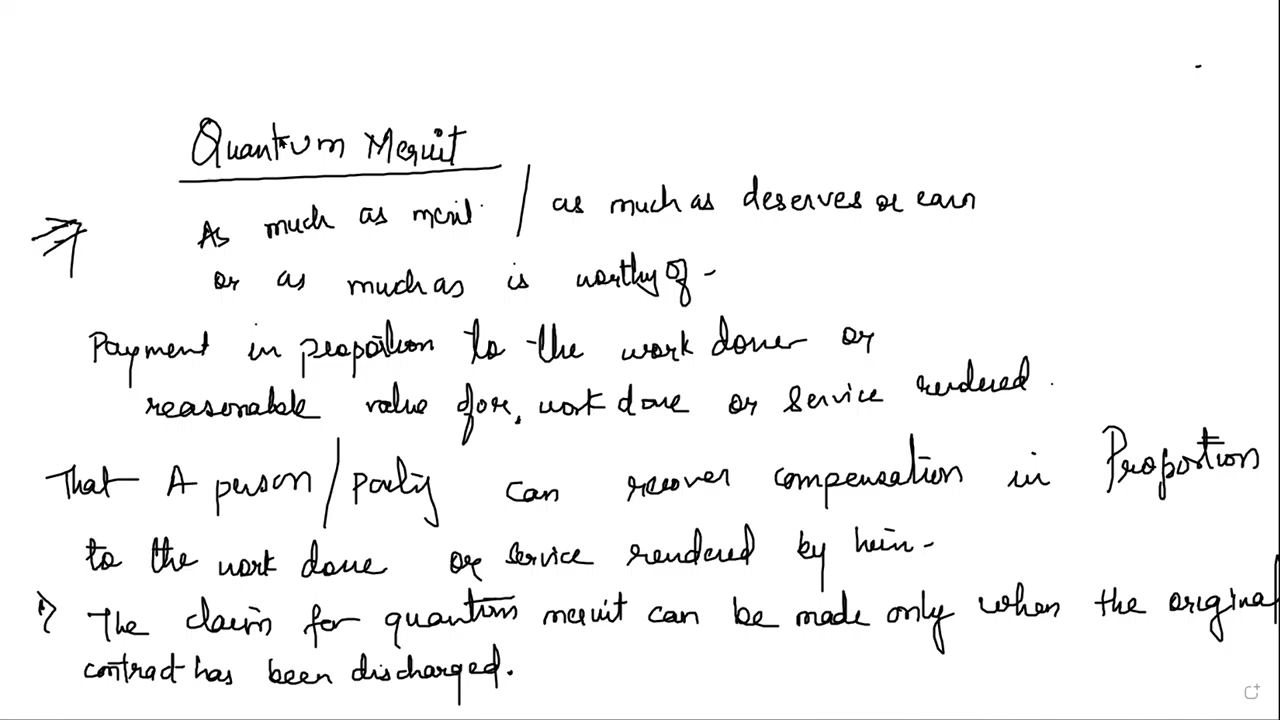 Quantum Meruit
As much as merit / as much as deserves or earn
or as much as is worthy of -
Payment in proportion to the work done or
reasonable value for, work done or service rendered.
That A person/party can recover compensation in Proportion
to the work done or service rendered by him -
i) The claim for quantum meruit can be made only when the original
contract has been discharged.